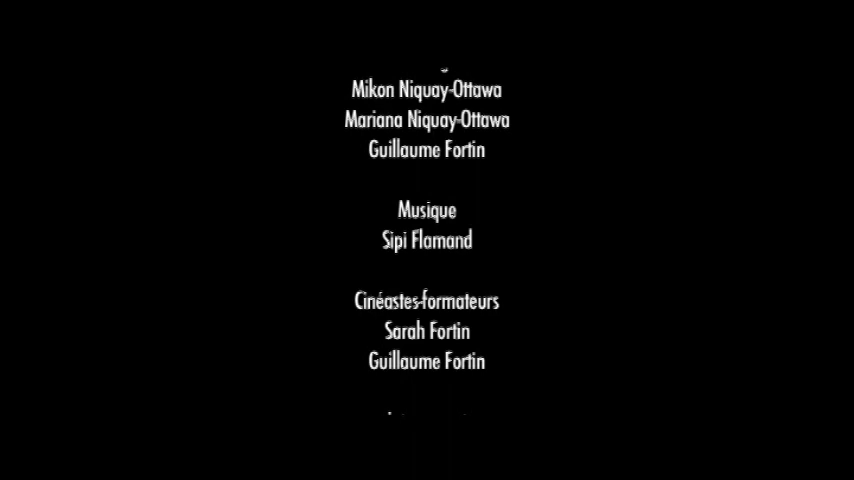 Mikon Niquay-Ottawa
Mariana Niquay-Ottawa
Guillaume Fortin
Musique
Sipi Flamand
Cinéastes-formateurs
Sarah Fortin
Guillaume Fortin